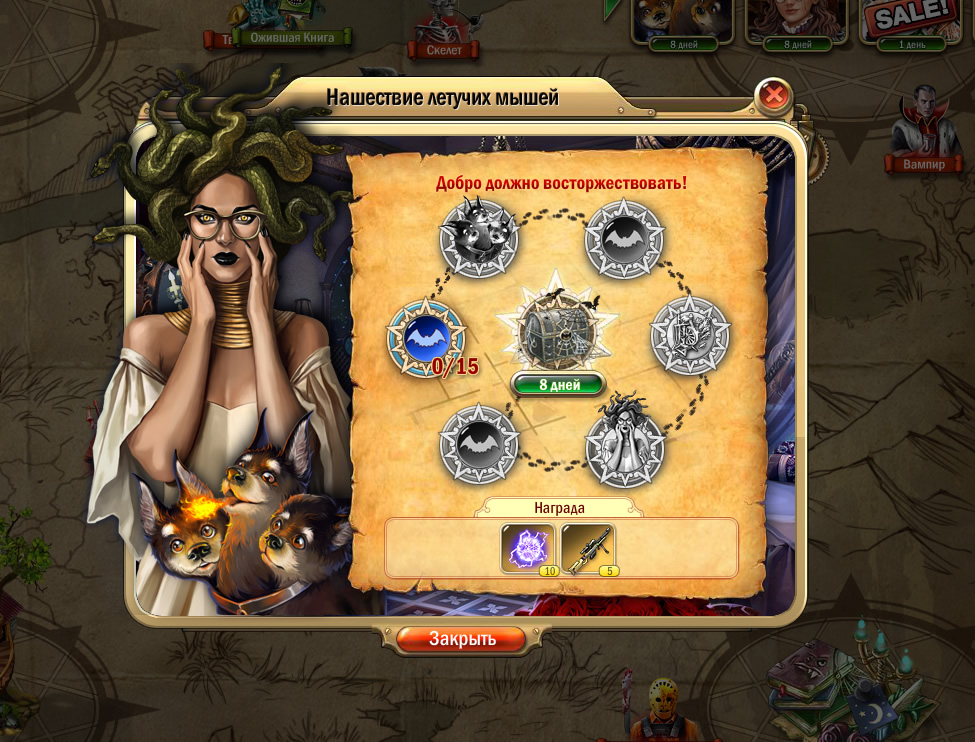 Ожившая Книга
Скелет
8 дней
8 дней
SALE!
1 день
Нашествие летучих мышей
Вампир
Добро должно восторжествовать!
0/15
8 дней
Награда
10
5
Закрыть